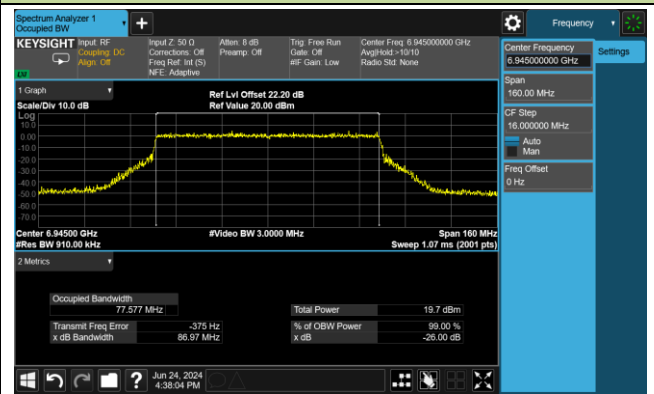 Spectrum Analyzer 1
Occupied BW
Frequency
KEYSIGHT
Input: RF
Coupling: DC
Align: Off
Input Z: 50 Ω
Corrections: Off
Freq Ref: Int (S)
NFE: Adaptive
Atten: 8 dB
Preamp: Off
Trig: Free Run
Gate: Off
#IF Gain: Low
Center Freq: 6.945000000 GHz
Avg|Hold:>10/10
Radio Std: None
Center Frequency
6.945000000 GHz
Settings
Span
160.00 MHz
CF Step
16.000000 MHz
Auto
Man
Freq Offset
0 Hz
1 Graph
Scale/Div 10.0 dB
Ref Lvl Offset 22.20 dB
Ref Value 20.00 dBm
Log
10.0
0.00
-10.0
-20.0
-30.0
-40.0
-50.0
-60.0
-70.0
Center 6.94500 GHz
#Res BW 910.00 kHz
#Video BW 3.0000 MHz
Span 160 MHz
Sweep 1.07 ms (2001 pts)
2 Metrics
Occupied Bandwidth
77.577 MHz
Total Power 19.7 dBm
Transmit Freq Error -375 Hz
% of OBW Power 99.00 %
x dB Bandwidth 86.97 MHz
x dB -26.00 dB
?
Jun 24, 2024
4:38:04 PM